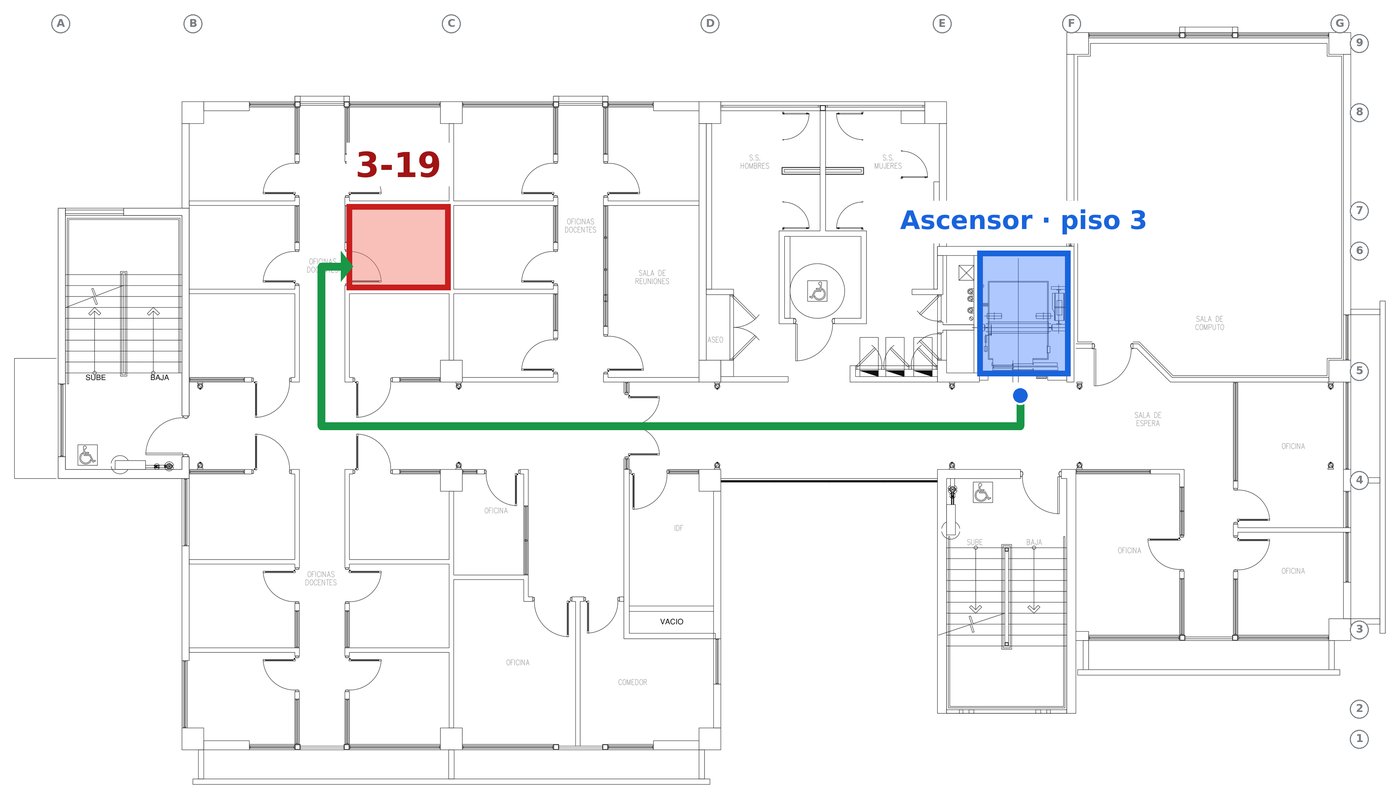 A
B
C
D
E
F
G
9
8
7
6
5
4
3
2
1
3-19
Ascensor · piso 3
S.S.
HOMBRES
S.S.
MUJERES
OFICINAS
DOCENTES
OFICINAS
SALA DE
REUNIONES
ASEO
SALA DE
COMPUTO
SUBE
BAJA
SALA DE
ESPERA
OFICINA
OFICINA
IDF
SUBE
BAJA
OFICINA
OFICINA
OFICINAS
DOCENTES
VACIO
OFICINA
COMEDOR